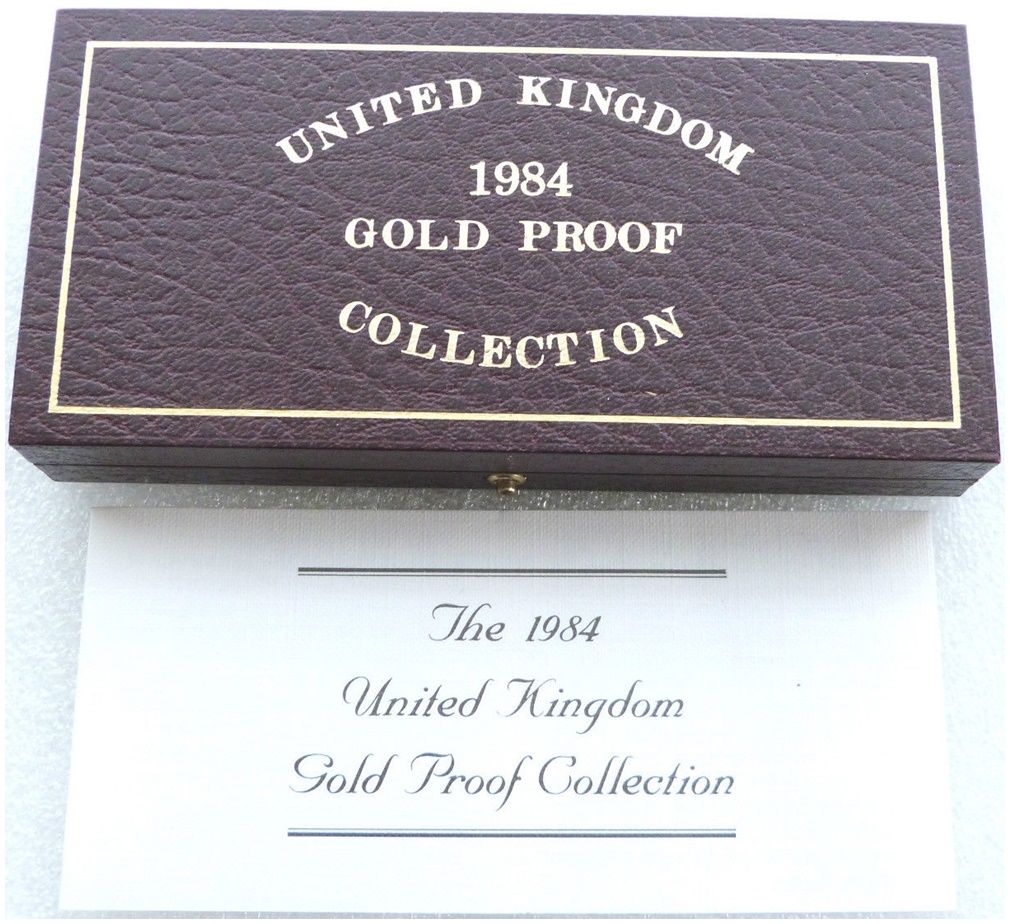 UNITED KINGDOM
1984
GOLD PROOF
COLLECTION
The 1984
United Kingdom
Gold Proof Collection